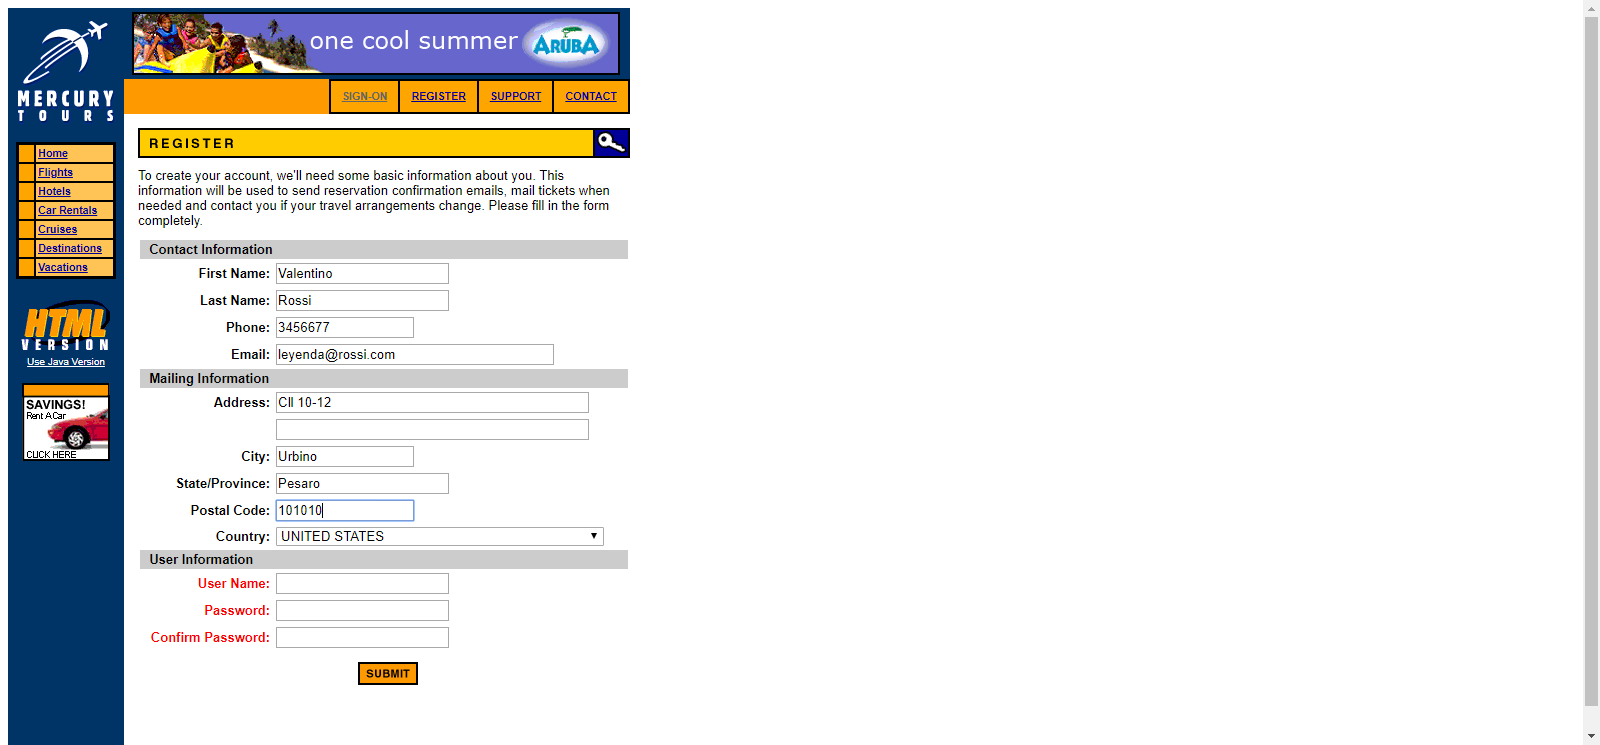 one cool summer
ARUBA
MERCURY
TOURS
SIGN-ON
REGISTER
SUPPORT
CONTACT
Home
Flights
Hotels
Car Rentals
Cruises
Destinations
Vacations
HTML
VERSION
Use Java Version
SAVINGS!
Rent A Car
CLICK HERE
REGISTER
To create your account, we'll need some basic information about you. This
information will be used to send reservation confirmation emails, mail tickets when
needed and contact you if your travel arrangements change. Please fill in the form
completely.
Contact Information
First Name: Valentino
Last Name: Rossi
Phone: 3456677
Email: leyenda@rossi.com
Mailing Information
Address: Cll 10-12
City: Urbino
State/Province: Pesaro
Postal Code: 101010
Country: UNITED STATES
User Information
User Name:
Password:
Confirm Password:
SUBMIT